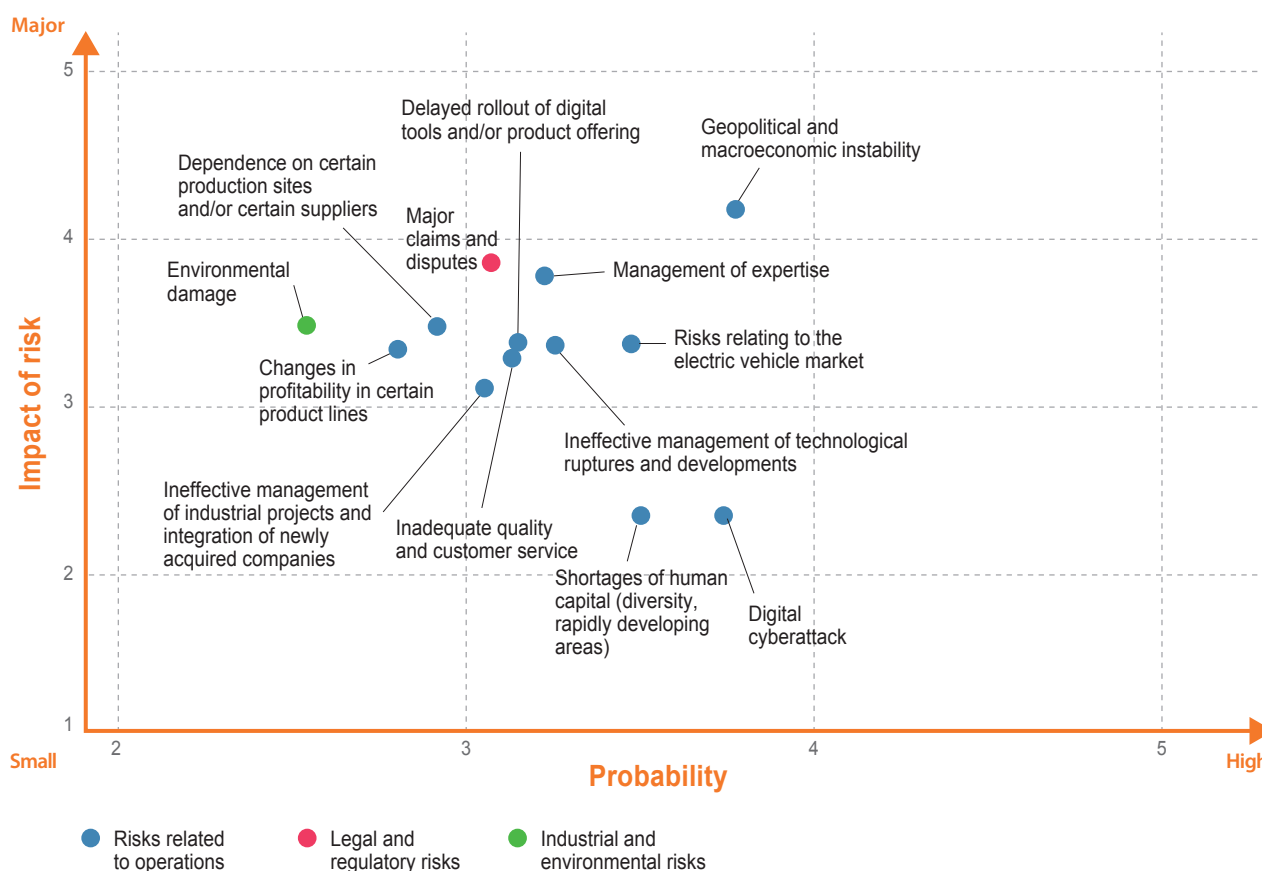 Major
5
Delayed rollout of digital
tools and/or product offering
Geopolitical and
macroeconomic instability
Dependence on certain
production sites
and/or certain suppliers
Major
claims and
disputes
4
Environmental
damage
Management of expertise
Risks relating to the
electric vehicle market
Changes in
profitability in certain
product lines
3
Impact of risk
Ineffective management of technological
ruptures and developments
Ineffective management
of industrial projects and
integration of newly
acquired companies
Inadequate quality
and customer service
2
Shortages of human
capital (diversity,
rapidly developing
areas)
Digital
cyberattack
1
2
3
4
5
Small
Probability
High
Risks related
to operations
Legal and
regulatory risks
Industrial and
environmental risks